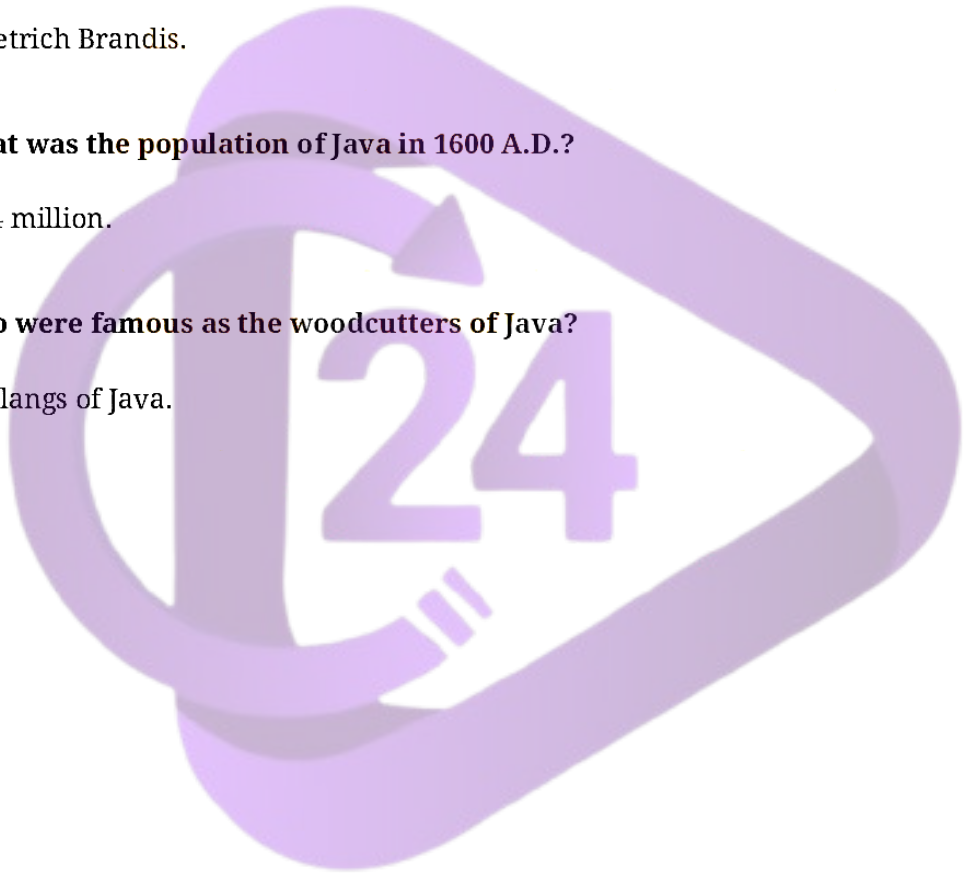 etrich Brandis.
at was the population of Java in 1600 A.D.?
million.
o were famous as the woodcutters of Java?
langs of Java.
24